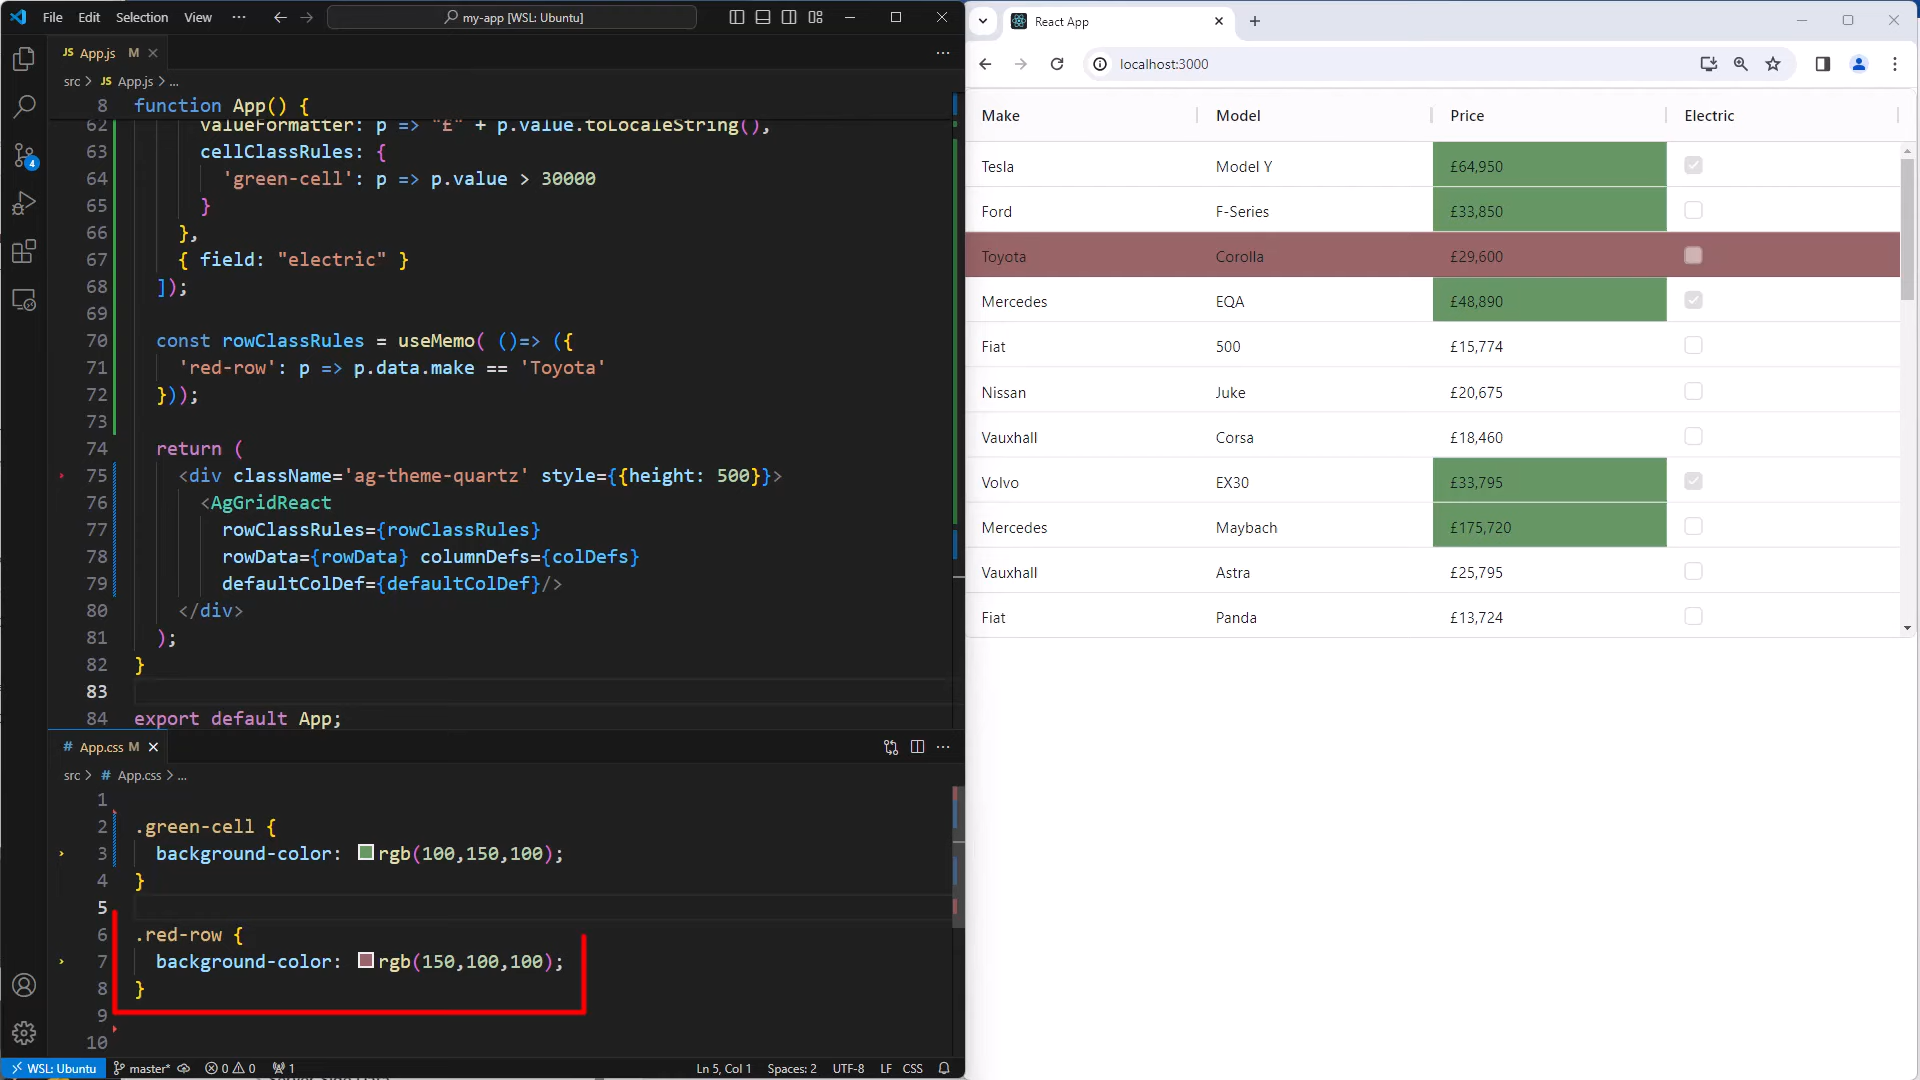 File Edit Selection View ··· my-app [WSL: Ubuntu]
JS App.js M
src > JS App.js > ...
8 function App() {
62 valueFormatter: p => "£" + p.value.toLocaleString(),
63 cellClassRules: {
64 'green-cell': p => p.value > 30000
65 }
66 },
67 { field: "electric" }
68 ]);
69
70 const rowClassRules = useMemo( ()=> ({
71 'red-row': p => p.data.make == 'Toyota'
72 }));
73
74 return (
75 <div className='ag-theme-quartz' style={{height: 500}}>
76 <AgGridReact
77 rowClassRules={rowClassRules}
78 rowData={rowData} columnDefs={colDefs}
79 defaultColDef={defaultColDef}/>
80 </div>
81 );
82 }
83
84 export default App;
# App.css M
src > # App.css > ...
1
2 .green-cell {
3 background-color: rgb(100,150,100);
4 }
5
6 .red-row {
7 background-color: rgb(150,100,100);
8 }
9
10
4
WSL: Ubuntu master* 0 0 1 Ln 5, Col 1 Spaces: 2 UTF-8 LF CSS
React App
localhost:3000
Make Model Price Electric
Tesla Model Y £64,950
Ford F-Series £33,850
Toyota Corolla £29,600
Mercedes EQA £48,890
Fiat 500 £15,774
Nissan Juke £20,675
Vauxhall Corsa £18,460
Volvo EX30 £33,795
Mercedes Maybach £175,720
Vauxhall Astra £25,795
Fiat Panda £13,724